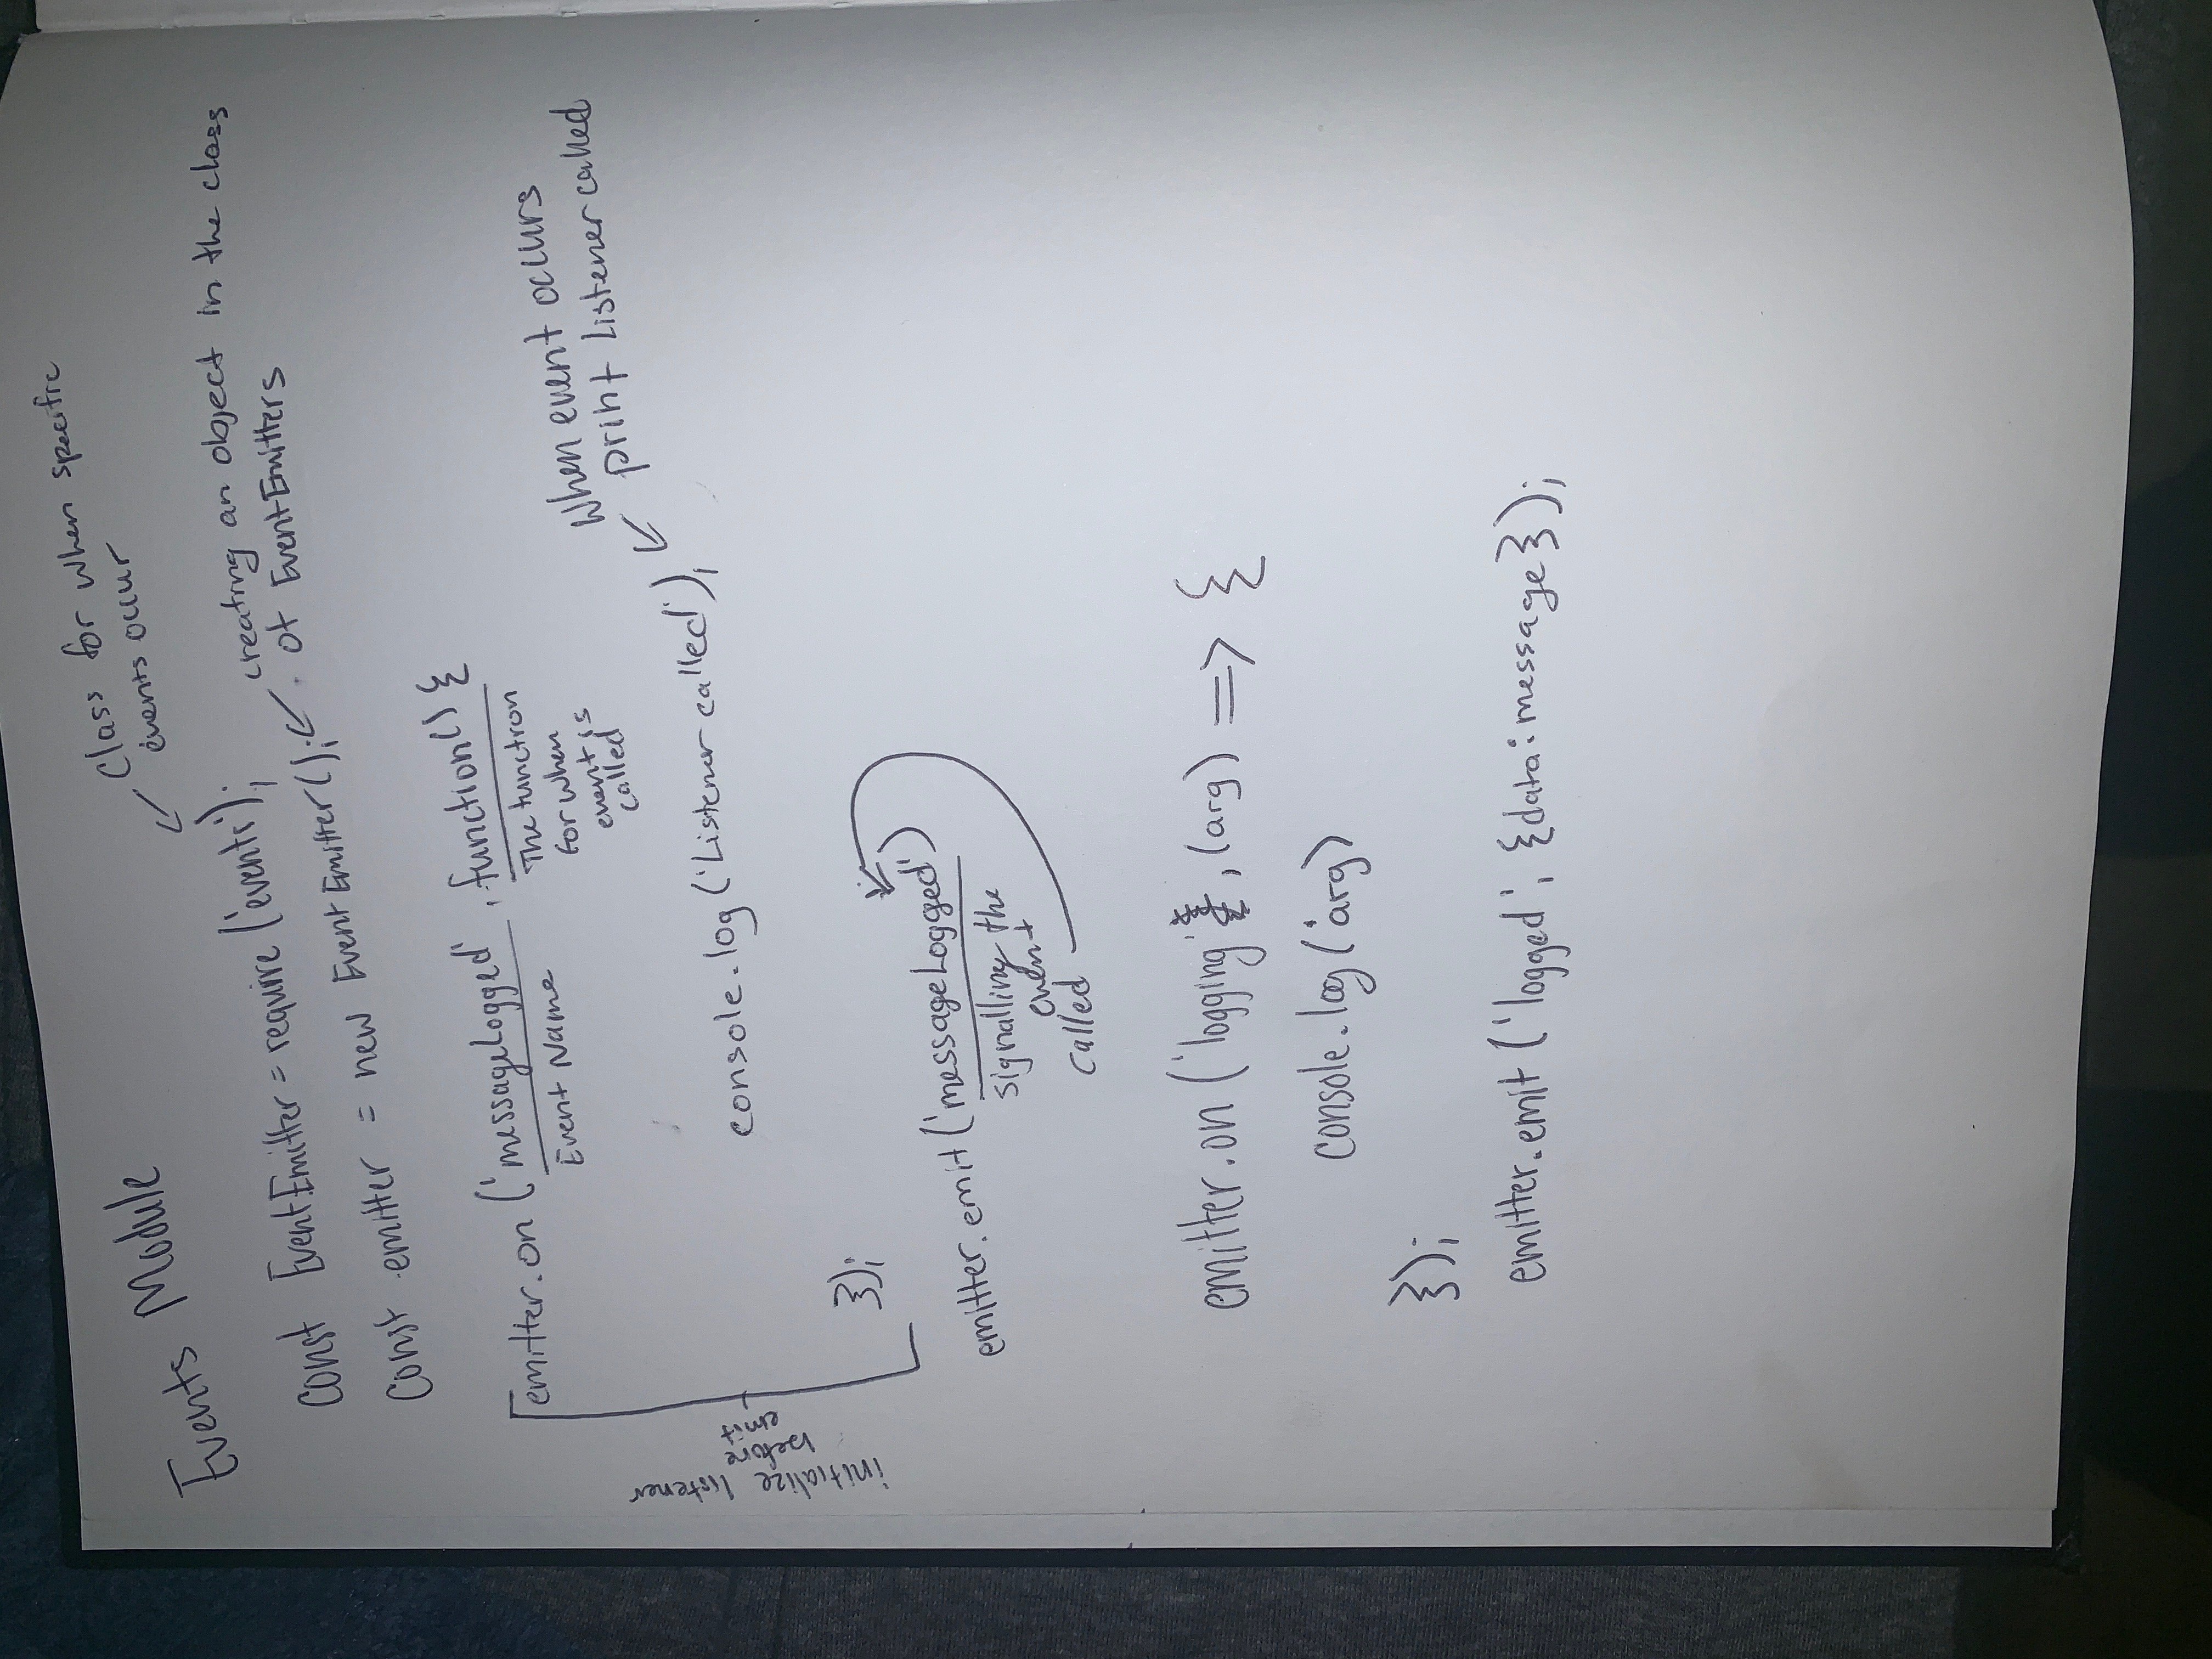 Events Module
Class for when specific
events occur
const EventEmitter = require('events');
creating an object in the class
of EventEmitters
const emitter = new EventEmitter();
emitter.on('messageLogged', function() {
Event Name
The function
for when
event is
called
When event occurs
print Listener called
initialize listener
before
emit
console.log('Listener called');
});
emitter.emit('messageLogged')
signalling the
event
called
emitter.on('logging', (arg) => {
console.log(arg)
});
emitter.emit('logged', {data:message});